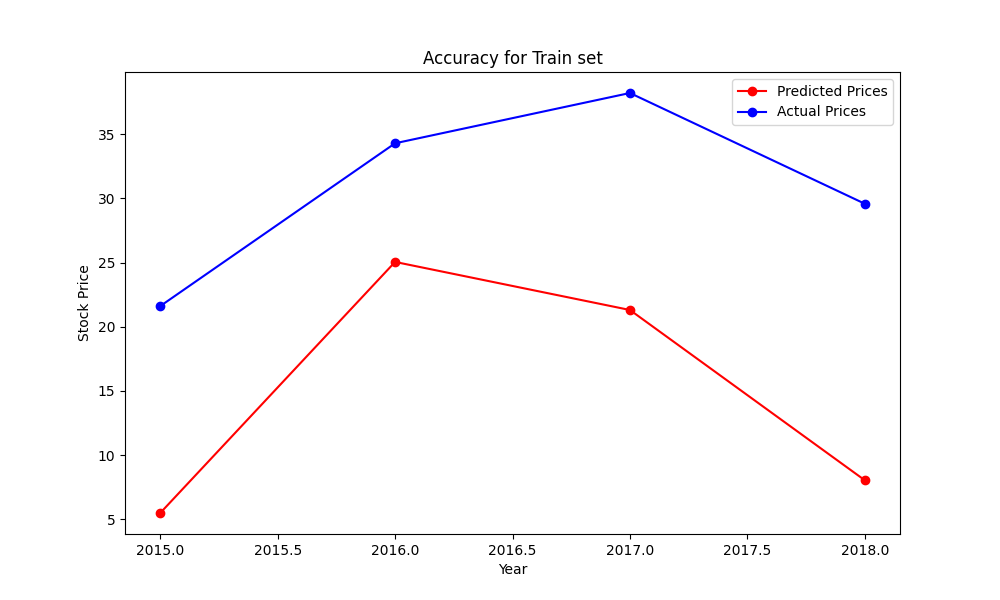 Accuracy for Train set
Predicted Prices
Actual Prices
Stock Price
35
30
25
20
15
10
5
2015.0 2015.5 2016.0 2016.5 2017.0 2017.5 2018.0
Year